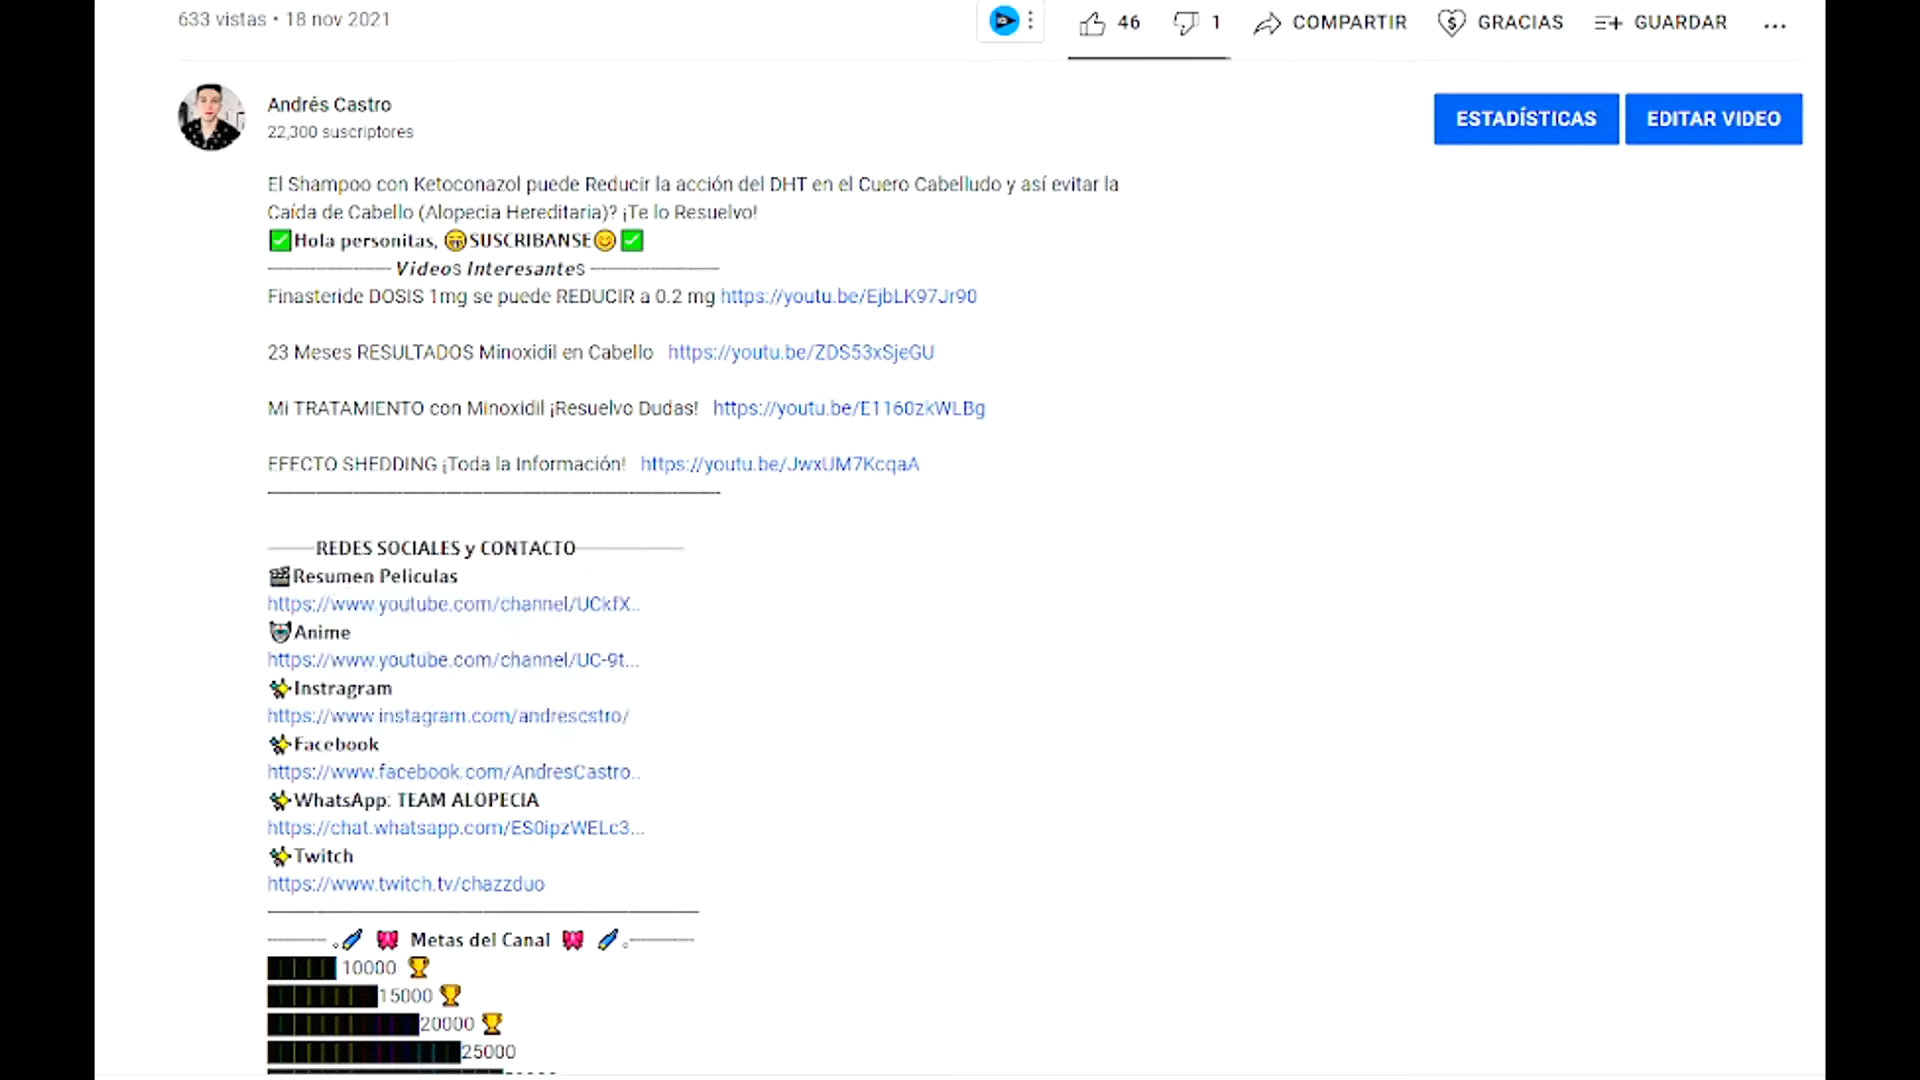 633 vistas • 18 nov 2021
46 1 COMPARTIR GRACIAS GUARDAR ...
Andrés Castro
22,300 suscriptores
ESTADÍSTICAS EDITAR VIDEO
El Shampoo con Ketoconazol puede Reducir la acción del DHT en el Cuero Cabelludo y así evitar la
Caída de Cabello (Alopecia Hereditaria)? ¡Te lo Resuelvo!
✅Hola personitas, 😁SUSCRIBANSE😊✅
Videos Interesantes
Finasteride DOSIS 1mg se puede REDUCIR a 0.2 mg https://youtu.be/EjbLK97Jr90
23 Meses RESULTADOS Minoxidil en Cabello https://youtu.be/ZDS53xSjeGU
Mi TRATAMIENTO con Minoxidil ¡Resuelvo Dudas! https://youtu.be/E1160zkWLBg
EFECTO SHEDDING ¡Toda la Información! https://youtu.be/JwxUM7KcqaA
REDES SOCIALES y CONTACTO
🎬Resumen Peliculas
https://www.youtube.com/channel/UCkfX...
Anime
https://www.youtube.com/channel/UC-9t...
✨Instragram
https://www.instagram.com/andrescstro/
✨Facebook
https://www.facebook.com/AndresCastro...
✨WhatsApp: TEAM ALOPECIA
https://chat.whatsapp.com/ES0ipzWELc3...
✨Twitch
https://www.twitch.tv/chazzduo
Metas del Canal
10000 🏆
15000 🏆
20000 🏆
25000